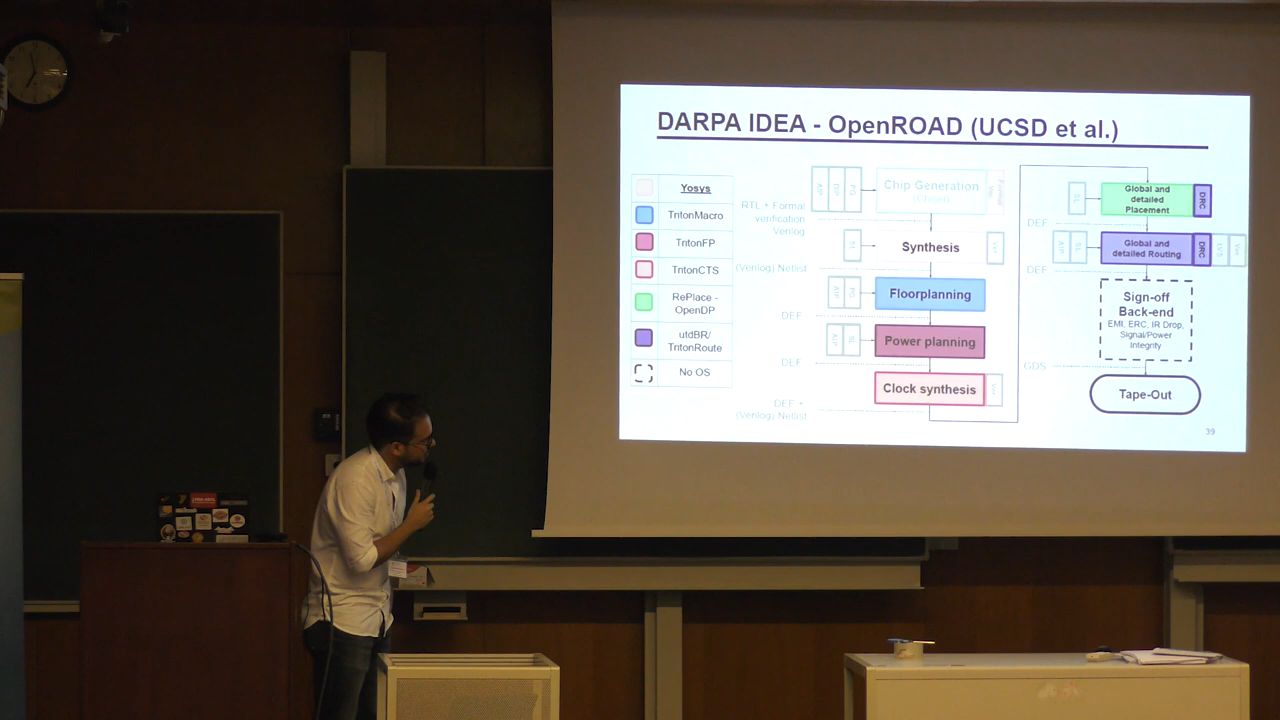 DARPA IDEA - OpenROAD (UCSD et al.)
Yosys
TritonMacro
TritonFP
TritonCTS
RePlace -
OpenDP
utdBR/
TritonRoute
No OS
RTL + Formal
verification
Verilog
(Verilog) Netlist
DEF
DEF
DEF +
(Verilog) Netlist
Chip Generation
(Chisel)
Synthesis
Floorplanning
Power planning
Clock synthesis
DEF
DEF
GDS
Global and
detailed
Placement
DRC
Global and
detailed Routing
DRC
LVS
Sign-off
Back-end
EMI, ERC, IR Drop,
Signal/Power
Integrity
Tape-Out
39